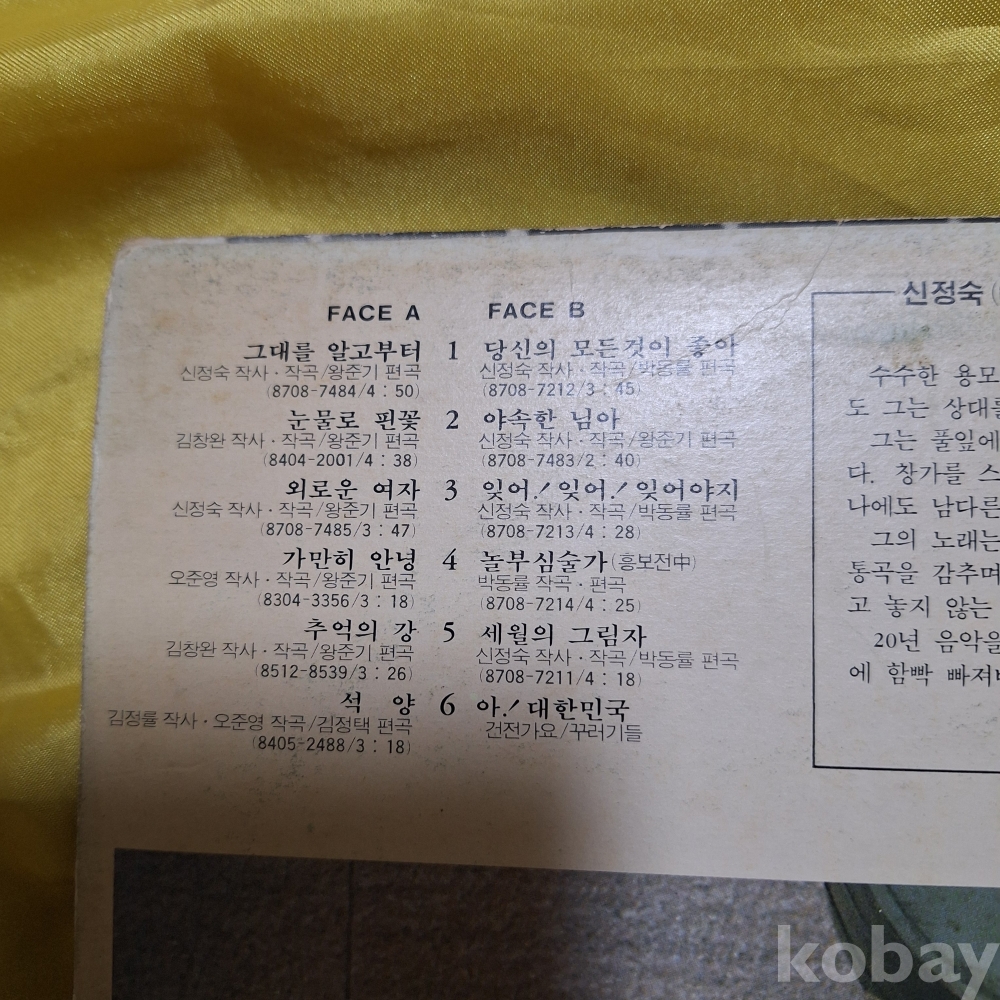 FACE A
그대를 알고부터 1
신정숙 작사·작곡/왕준기 편곡
(8708-7484/4 : 50)
눈물로 핀꽃 2
김창완 작사·작곡/왕준기 편곡
(8404-2001/4 : 38)
외로운 여자 3
신정숙 작사·작곡/왕준기 편곡
(8708-7485/3 : 47)
가만히 안녕 4
오준영 작사·작곡/왕준기 편곡
(8304-3356/3 : 18)
추억의 강 5
김창완 작사·작곡/왕준기 편곡
(8512-8539/3 : 26)
석 양 6
김정률 작사·오준영 작곡/김정택 편곡
(8405-2488/3 : 18)
FACE B
당신의 모든것이 좋아
신정숙 작사·작곡/박동률 편곡
(8708-7212/3 : 45)
야속한 님아
신정숙 작사·작곡/왕준기 편곡
(8708-7483/2 : 40)
잊어! 잊어! 잊어야지
신정숙 작사·작곡/박동률 편곡
(8708-7213/4 : 28)
놀부심술가(흥보전中)
박동률 작곡·편곡
(8708-7214/4 : 25)
세월의 그림자
신정숙 작사·작곡/박동률 편곡
(8708-7211/4 : 18)
아! 대한민국
건전가요/꾸러기들
신정숙(
수수한 용모
도 그는 상대를
그는 풀잎에
다. 창가를 스
나에도 남다른
그의 노래는
통곡을 감추며
고 놓지 않는
20년 음악을
에 함빡 빠져
kobay